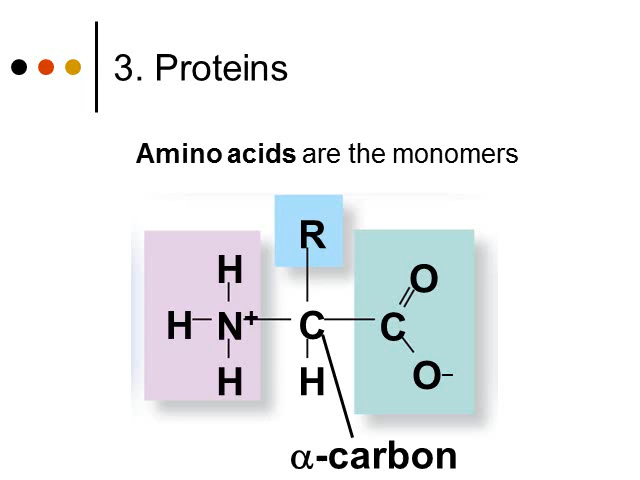 3. Proteins
Amino acids are the monomers
R
H O
H N+ C C
H H O–
α-carbon